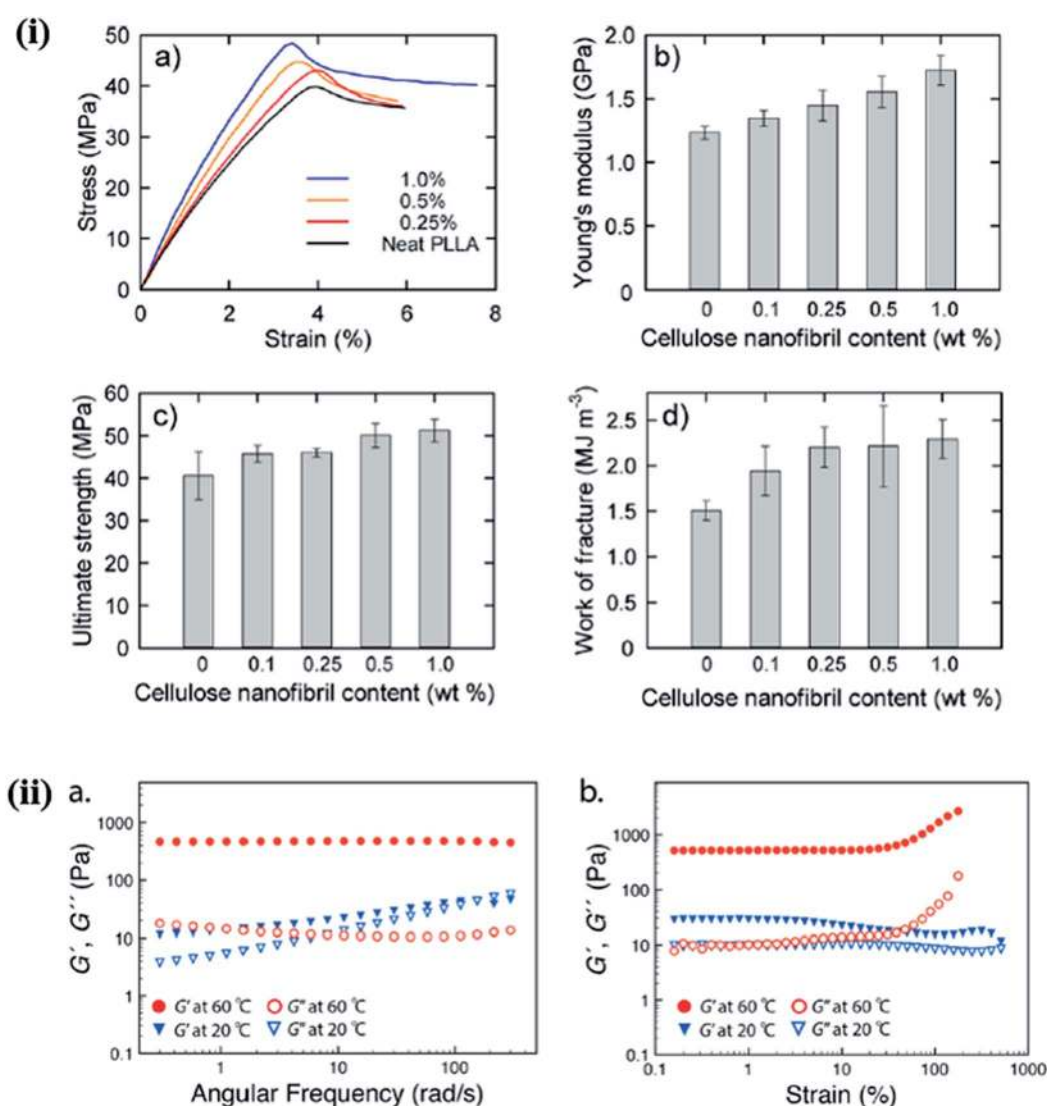 (i)
a)
Stress (MPa)
50
40
30
20
10
0
0 2 4 6 8
Strain (%)
1.0%
0.5%
0.25%
Neat PLLA
b)
Young's modulus (GPa)
2.0
1.5
1.0
0.5
0
0 0.1 0.25 0.5 1.0
Cellulose nanofibril content (wt %)
c)
Ultimate strength (MPa)
60
50
40
30
20
10
0
0 0.1 0.25 0.5 1.0
Cellulose nanofibril content (wt %)
d)
Work of fracture (MJ m⁻³)
2.5
2.0
1.5
1.0
0.5
0
0 0.1 0.25 0.5 1.0
Cellulose nanofibril content (wt %)
(ii)
a.
G′, G″ (Pa)
1000
100
10
1
0.1
G′ at 60 ℃ G″ at 60 ℃
G′ at 20 ℃ G″ at 20 ℃
1 10 100
Angular Frequency (rad/s)
b.
G′, G″ (Pa)
1000
100
10
1
0.1
G′ at 60 ℃ G″ at 60 ℃
G′ at 20 ℃ G″ at 20 ℃
0.1 1 10 100 1000
Strain (%)